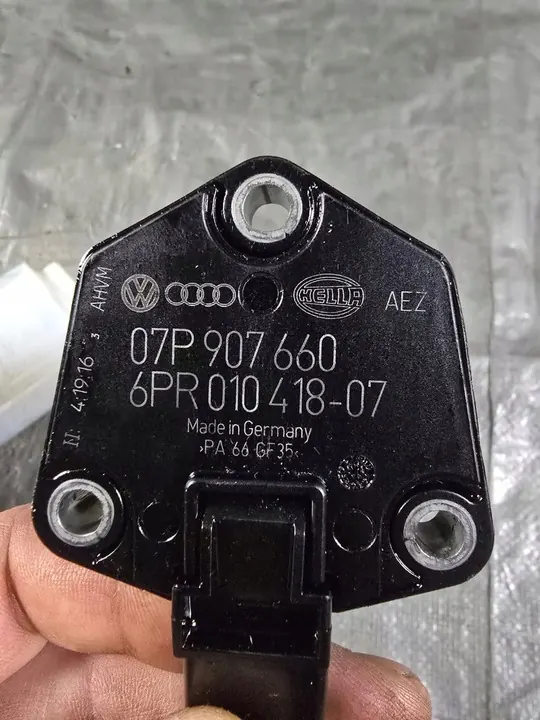 AHVM
N: 4:19:16 3
HELLA
AEZ
07P 907 660
6PR 010 418-07
Made in Germany
›PA 66 GF35‹